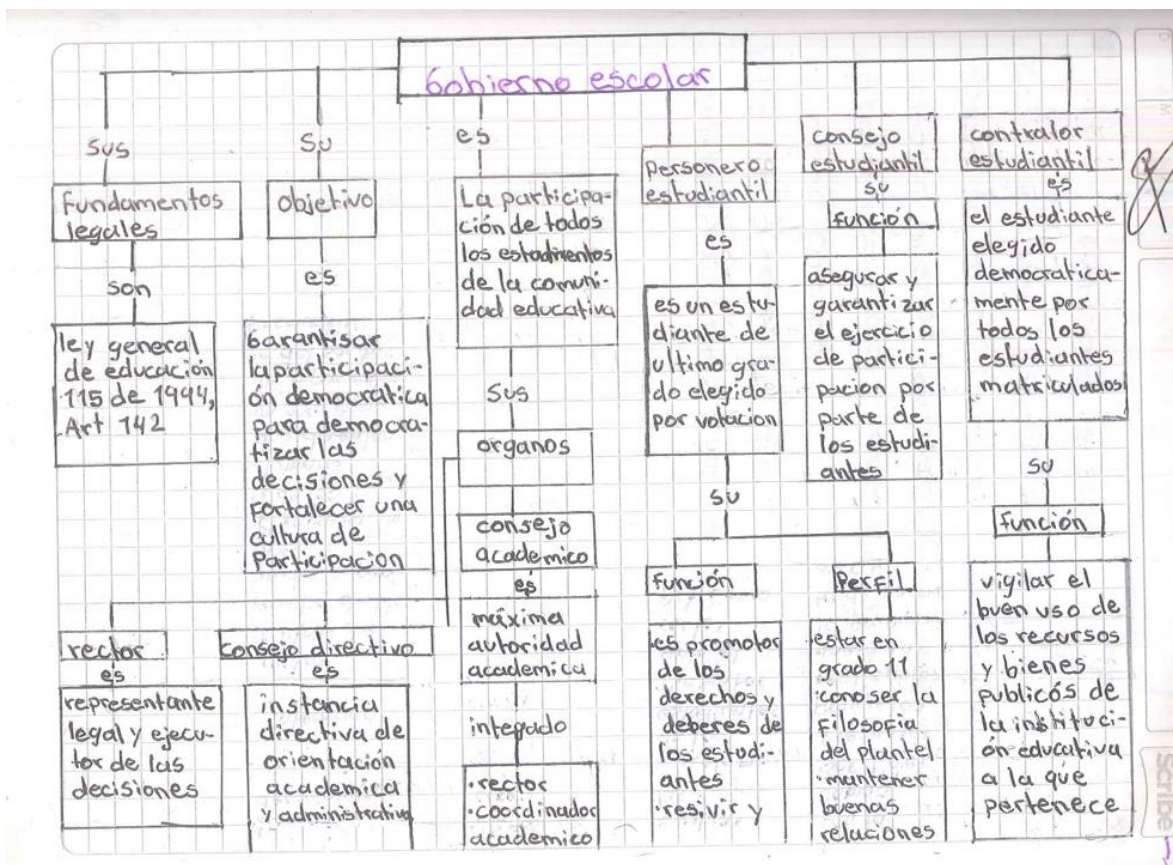 Gobierno escolar
sus
fundamentos
legales
son
ley general
de educación
115 de 1994,
Art 142
su
objetivo
es
Garantisar
la participaci-
ón democratica
para democra-
tizar las
decisiones y
fortalecer una
cultura de
Participacion
es
La participa-
ción de todos
los estadmentos
de la comuni-
dad educativa
sus
organos
rector
es
representante
legal y ejecu-
tor de las
decisiones
consejo directivo
es
instancia
directiva de
orientación
academica
y administrativa
consejo
academico
es
máxima
autoridad
academica
integado
·rector
·coordinador
academico
personero
estudiantil
es
es un estu-
diante de
ultimo gra-
do elegido
por votacion
su
función
·es promotor
de los
derechos y
deberes de
los estudi-
antes
·resivir y
Perfil
·estar en
grado 11
·conoser la
filosofia
del plantel
·mantener
buenas
relaciones
consejo
estudiantil
su
función
asegurar y
garantizar
el ejercicio
de partici-
pacion por
parte de
los estudi-
antes
contralor
estudiantil
es
el estudiante
elegido
democratica-
mente por
todos los
estudiantes
matriculados
su
función
vigilar el
buen uso de
los recursos
y bienes
publicós de
la instituci-
ón educativa
a la que
pertenece
Scribe